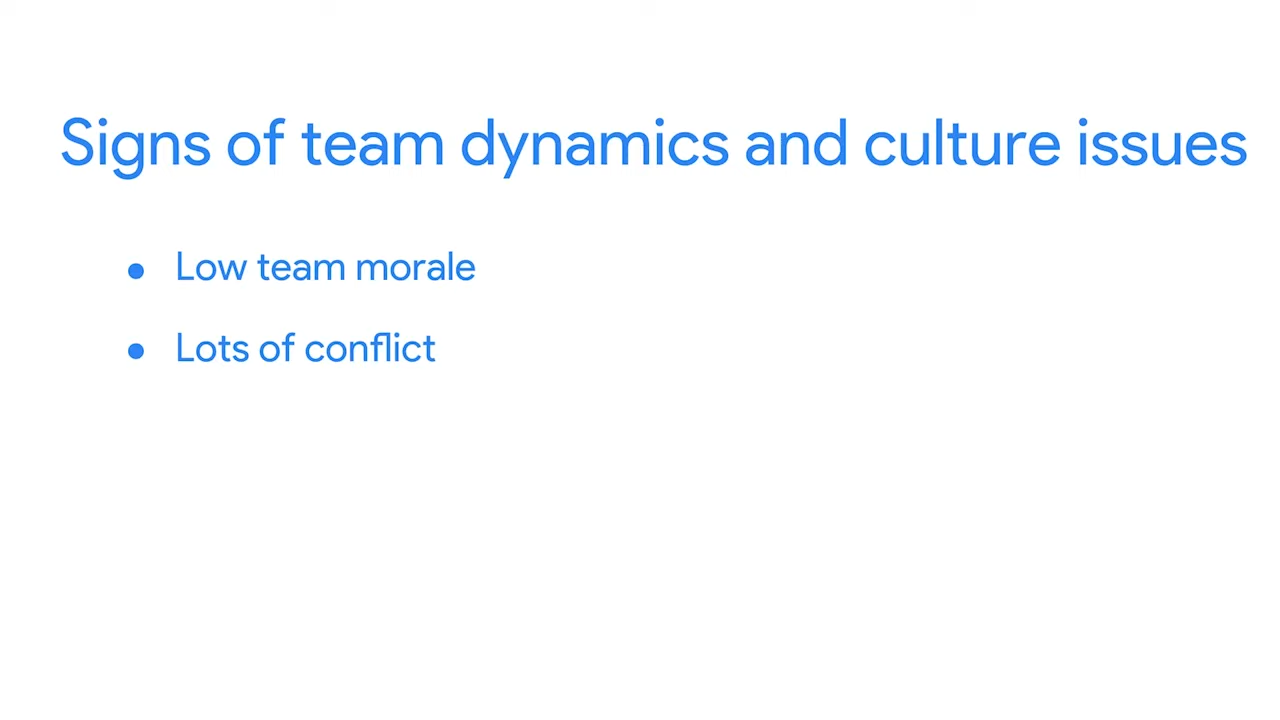 Signs of team dynamics and culture issues
● Low team morale
● Lots of conflict